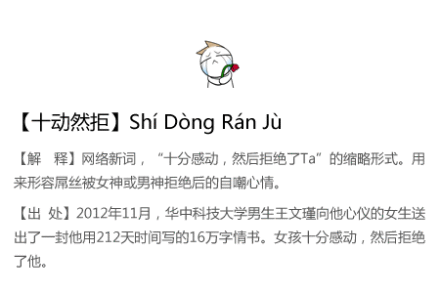 【十动然拒】Shí Dòng Rán Jù
【解　释】网络新词，“十分感动，然后拒绝了Ta”的缩略形式。用
来形容屌丝被女神或男神拒绝后的自嘲心情。
【出 处】2012年11月，华中科技大学男生王文瑾向他心仪的女生送
出了一封他用212天时间写的16万字情书。女孩十分感动，然后拒绝
了他。